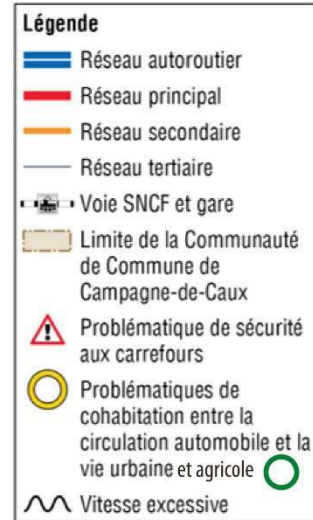 Légende
Réseau autoroutier
Réseau principal
Réseau secondaire
Réseau tertiaire
Voie SNCF et gare
Limite de la Communauté
de Commune de
Campagne-de-Caux
Problématique de sécurité
aux carrefours
Problématiques de
cohabitation entre la
circulation automobile et la
vie urbaine et agricole
Vitesse excessive